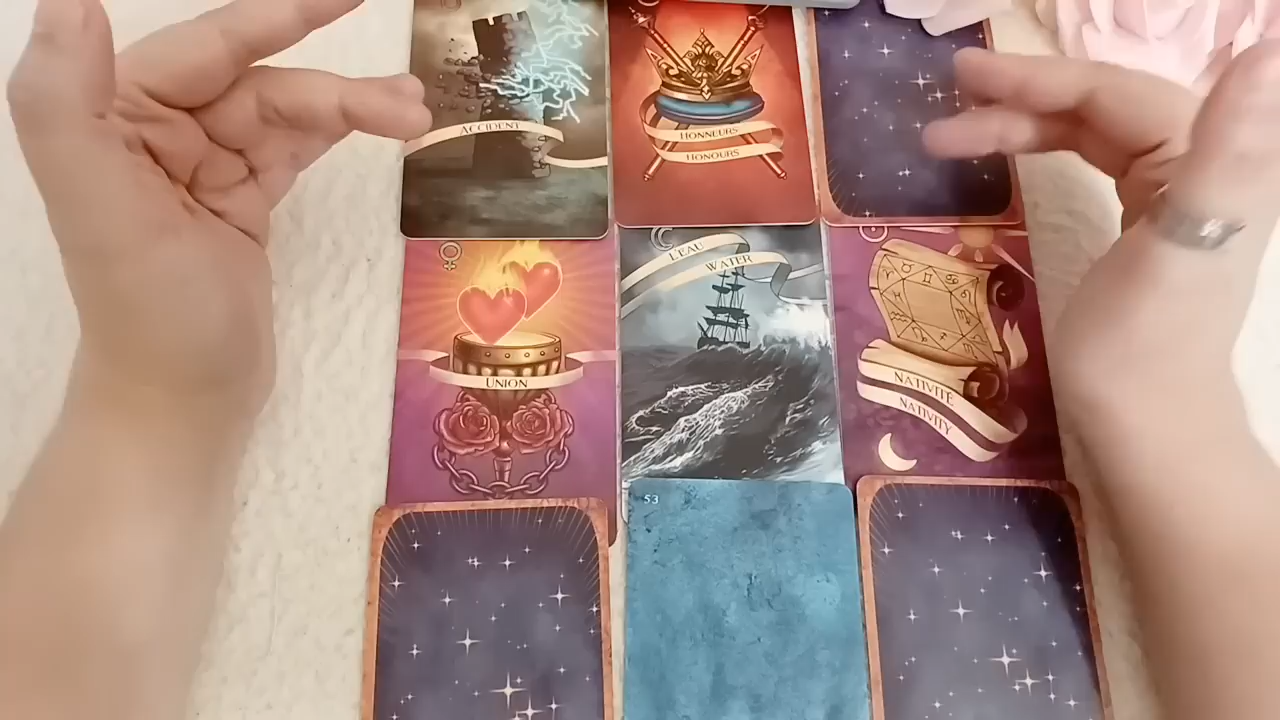 ACCIDENT
HONNEURS
HONOURS
UNION
L'EAU
WATER
NATIVITÉ
NATIVITY
53